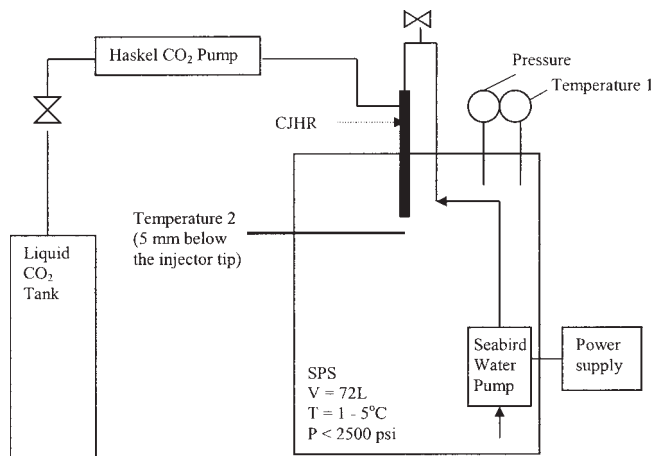 Haskel CO₂ Pump
Pressure
Temperature 1
CJHR
Temperature 2
(5 mm below
the injector tip)
Liquid
CO₂
Tank
Seabird
Water
Pump
Power
supply
SPS
V = 72L
T = 1 - 5°C
P < 2500 psi